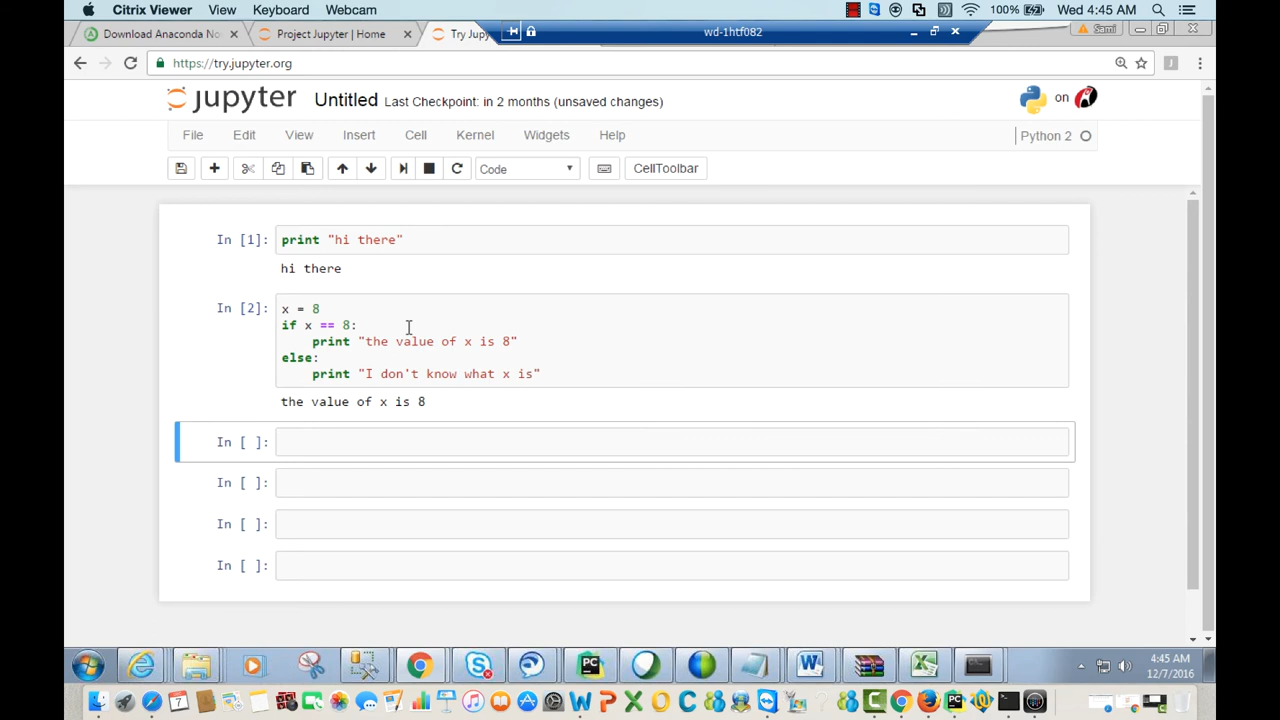 Citrix Viewer View Keyboard Webcam 100% Wed 4:45 AM
Download Anaconda No Project Jupyter | Home Try Jup wd-1htf082 Sami
https://try.jupyter.org
jupyter Untitled Last Checkpoint: in 2 months (unsaved changes) on
File Edit View Insert Cell Kernel Widgets Help Python 2
Code CellToolbar
In [1]: print "hi there"
hi there
In [2]: x = 8
if x == 8:
print "the value of x is 8"
else:
print "I don't know what x is"
the value of x is 8
In [ ]:
In [ ]:
In [ ]:
In [ ]:
4:45 AM
12/7/2016